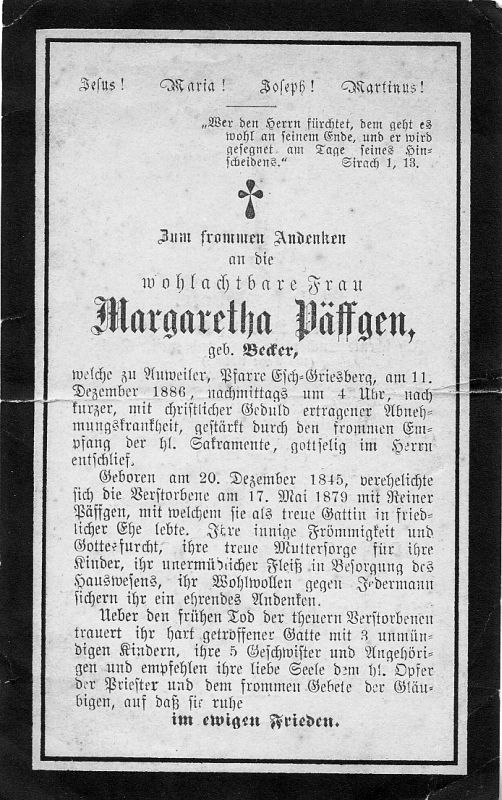 Jesus! Maria! Joseph! Martinus!
„Wer den Herrn fürchtet, dem geht es
wohl an seinem Ende, und er wird
gesegnet am Tage seines Hin-
scheidens.“ Sirach 1, 13.
Zum frommen Andenken
an die
wohlachtbare Frau
Margaretha Päffgen,
geb. Becker,
welche zu Auweiler, Pfarre Esch-Griesberg, am 11.
Dezember 1886, nachmittags um 4 Uhr, nach
kurzer, mit christlicher Geduld ertragener Abneh-
mungskrankheit, gestärkt durch den frommen Em-
pfang der hl. Sakramente, gottselig im Herrn
entschlief.
Geboren am 20. Dezember 1845, verehelichte
sich die Verstorbene am 17. Mai 1879 mit Reiner
Päffgen, mit welchem sie als treue Gattin in fried-
licher Ehe lebte. Ihre innige Frömmigkeit und
Gottesfurcht, ihre treue Muttersorge für ihre
Kinder, ihr unermüdlicher Fleiß in Besorgung des
Hauswesens, ihr Wohlwollen gegen Jedermann
sichern ihr ein ehrendes Andenken.
Ueber den frühen Tod der theuern Verstorbenen
trauert ihr hart getroffener Gatte mit 3 unmün-
digen Kindern, ihre 5 Geschwister und Angehöri-
gen und empfehlen ihre liebe Seele dem hl. Opfer
der Priester und dem frommen Gebete der Gläu-
bigen, auf daß sie ruhe
im ewigen Frieden.